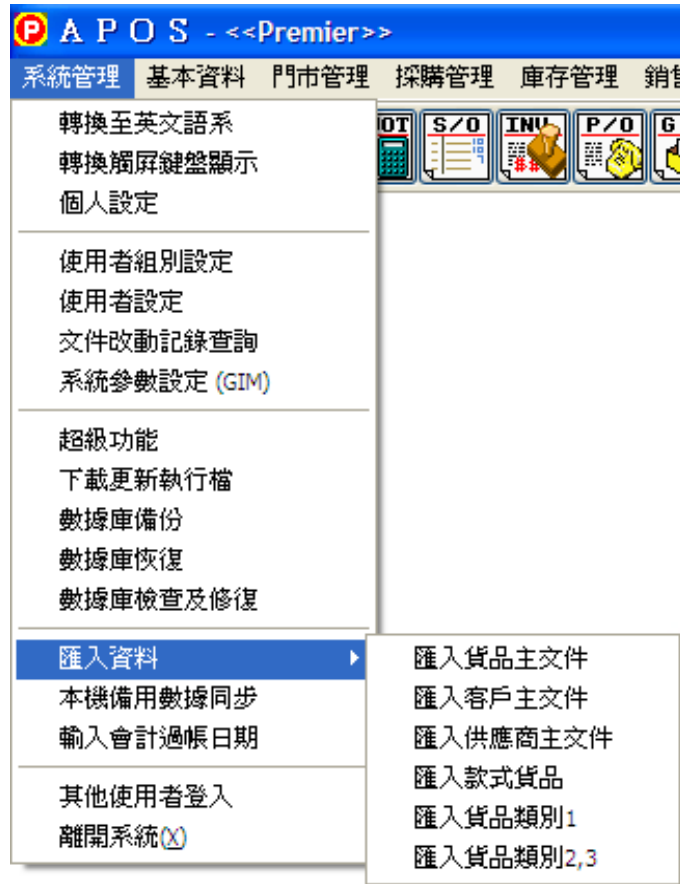 P A P O S - <<Premier>>
系統管理 基本資料 門市管理 採購管理 庫存管理 銷售
OT S/O INV P/O G
轉換至英文語系
轉換觸屏鍵盤顯示
個人設定
使用者組別設定
使用者設定
文件改動記錄查詢
系統參數設定 (GIM)
超級功能
下載更新執行檔
數據庫備份
數據庫恢復
數據庫檢查及修復
匯入資料
匯入貨品主文件
本機備用數據同步
匯入客戶主文件
輸入會計過帳日期
匯入供應商主文件
匯入款式貨品
其他使用者登入
匯入貨品類別1
離開系統(X)
匯入貨品類別2,3